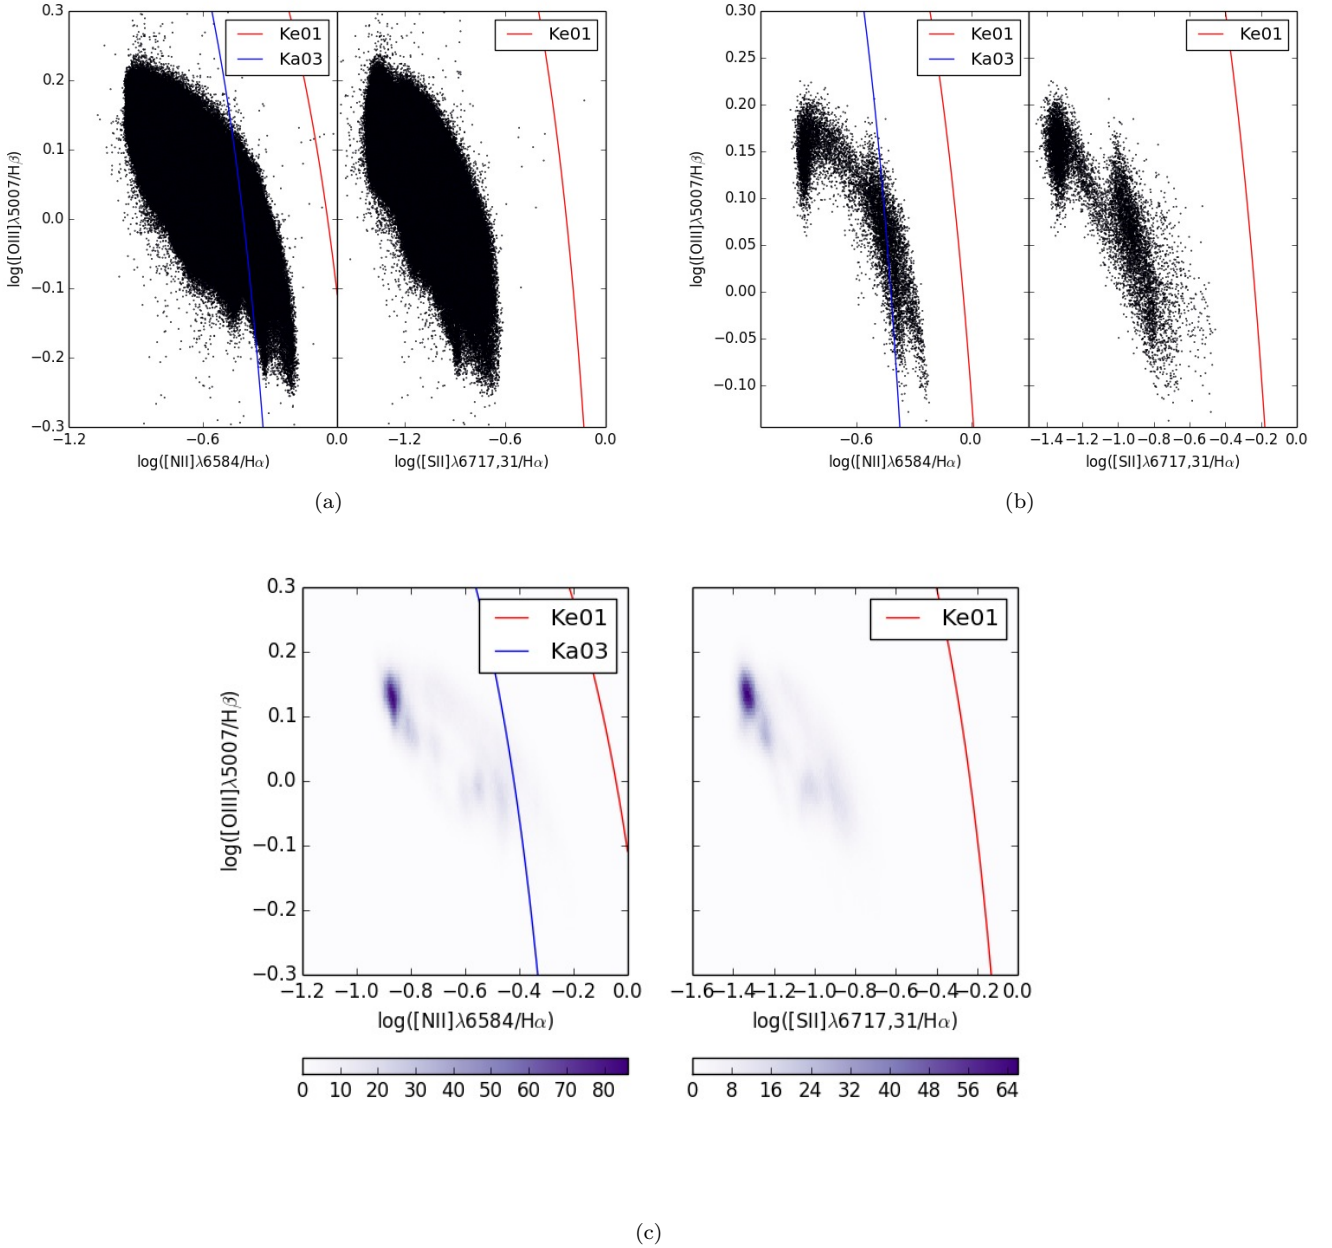 0.3
0.2
0.1
0.0
−0.1
−0.2
−0.3
log([OIII]λ5007/Hβ)
Ke01
Ka03
Ke01
−1.2
−0.6
0.0
−1.2
−0.6
0.0
log([NII]λ6584/Hα)
log([SII]λ6717,31/Hα)
(a)
0.30
0.25
0.20
0.15
0.10
0.05
0.00
−0.05
−0.10
log([OIII]λ5007/Hβ)
Ke01
Ka03
Ke01
−0.6
0.0
−1.4−1.2−1.0−0.8−0.6−0.4−0.2 0.0
log([NII]λ6584/Hα)
log([SII]λ6717,31/Hα)
(b)
0.3
0.2
0.1
0.0
−0.1
−0.2
−0.3
log([OIII]λ5007/Hβ)
Ke01
Ka03
Ke01
−1.2 −1.0 −0.8 −0.6 −0.4 −0.2 0.0
−1.6−1.4−1.2−1.0−0.8−0.6−0.4−0.2 0.0
log([NII]λ6584/Hα)
log([SII]λ6717,31/Hα)
0 10 20 30 40 50 60 70 80
0 8 16 24 32 40 48 56 64
(c)